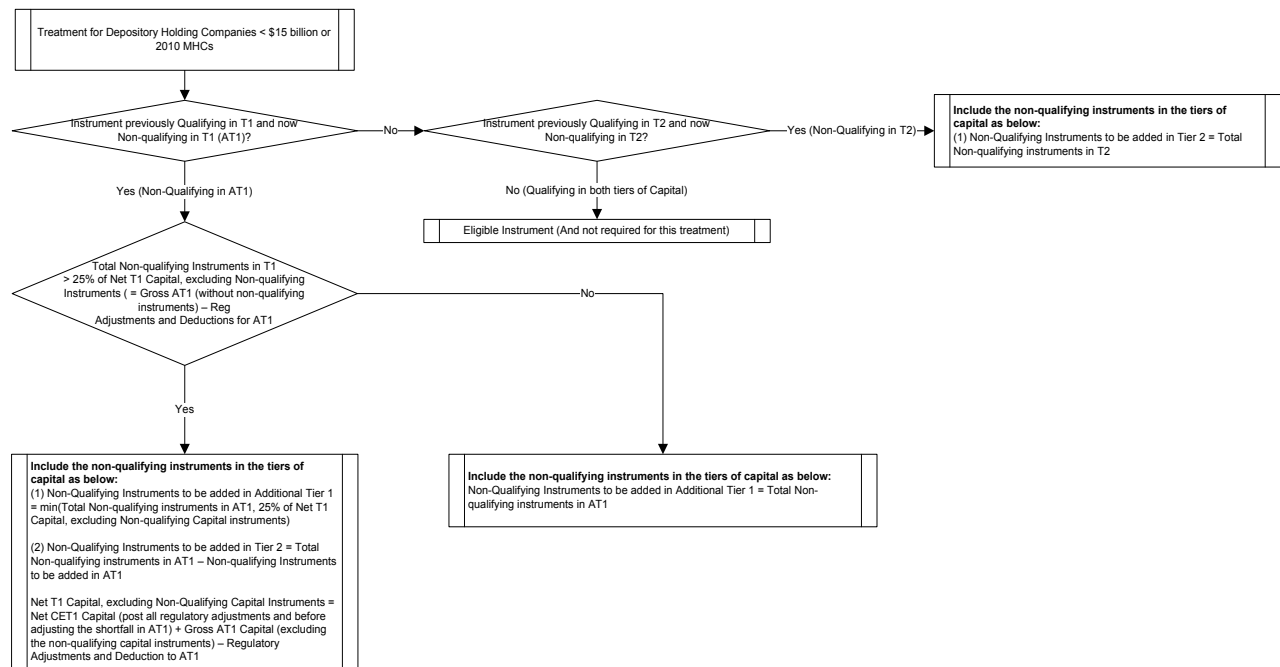 Treatment for Depository Holding Companies < $15 billion or
2010 MHCs
Instrument previously Qualifying in T1 and now
Non-qualifying in T1 (AT1)?
No
Instrument previously Qualifying in T2 and now
Non-qualifying in T2?
Yes (Non-Qualifying in T2)
Include the non-qualifying instruments in the tiers of
capital as below:
(1) Non-Qualifying Instruments to be added in Tier 2 = Total
Non-qualifying instruments in T2
Yes (Non-Qualifying in AT1)
No (Qualifying in both tiers of Capital)
Eligible Instrument (And not required for this treatment)
Total Non-qualifying Instruments in T1
> 25% of Net T1 Capital, excluding Non-qualifying
Instruments ( = Gross AT1 (without non-qualifying
instruments) – Reg
Adjustments and Deductions for AT1
No
Yes
Include the non-qualifying instruments in the tiers of
capital as below:
(1) Non-Qualifying Instruments to be added in Additional Tier 1
= min(Total Non-qualifying instruments in AT1, 25% of Net T1
Capital, excluding Non-qualifying Capital instruments)
(2) Non-Qualifying Instruments to be added in Tier 2 = Total
Non-qualifying instruments in AT1 – Non-qualifying Instruments
to be added in AT1
Net T1 Capital, excluding Non-Qualifying Capital Instruments =
Net CET1 Capital (post all regulatory adjustments and before
adjusting the shortfall in AT1) + Gross AT1 Capital (excluding
the non-qualifying capital instruments) – Regulatory
Adjustments and Deduction to AT1
Include the non-qualifying instruments in the tiers of capital as below:
Non-Qualifying Instruments to be added in Additional Tier 1 = Total Non-
qualifying instruments in AT1